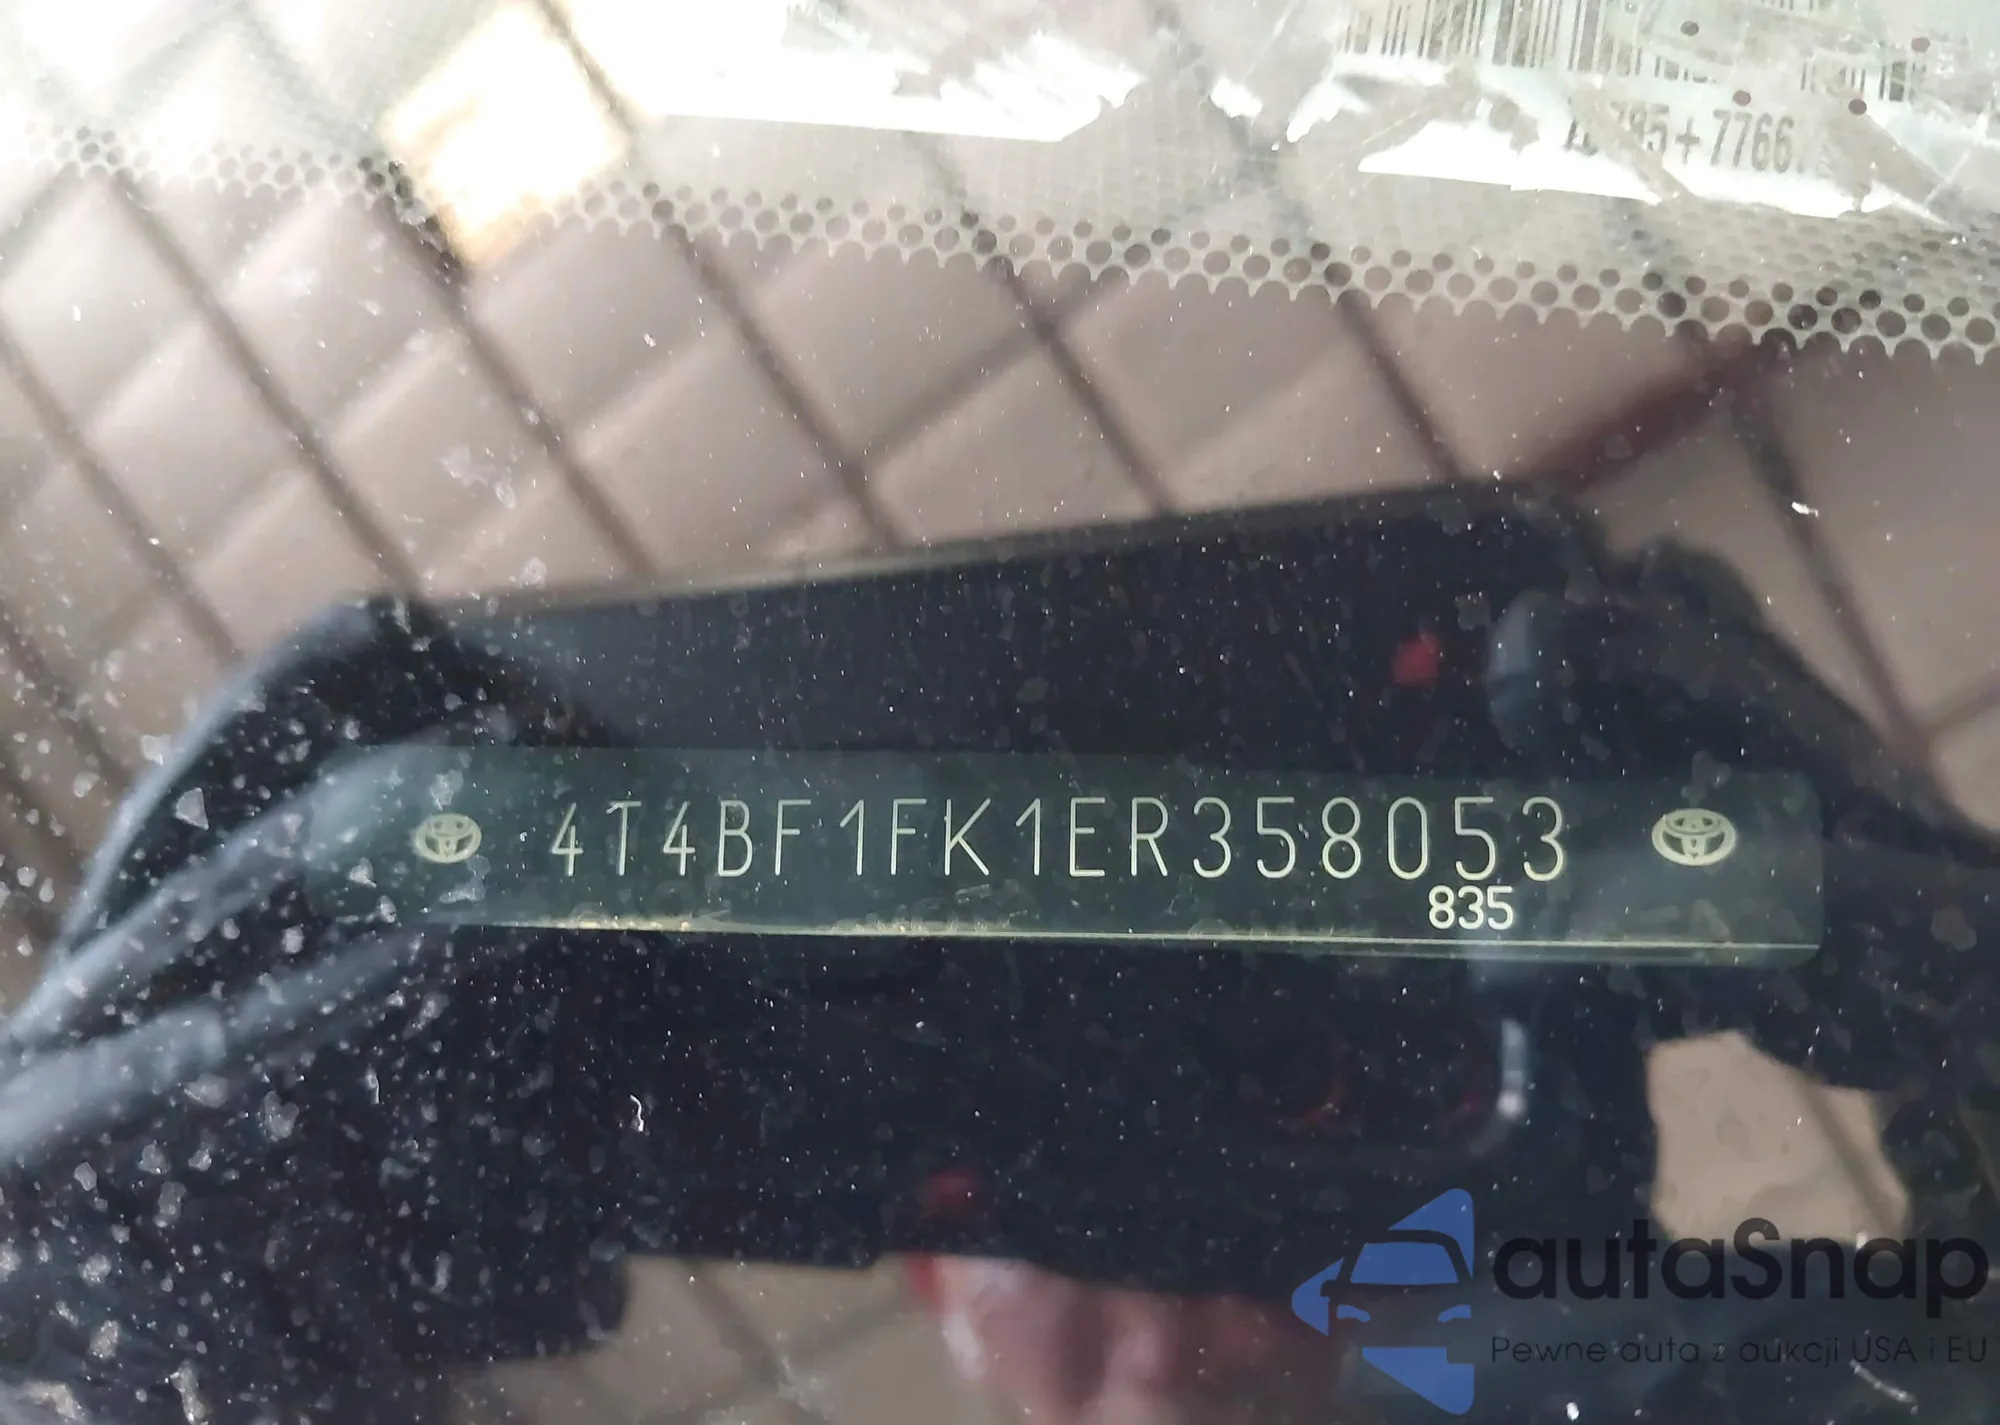 4T4BF1FK1ER358053
835
autaSnap
Pewne auta z aukcji USA i EU